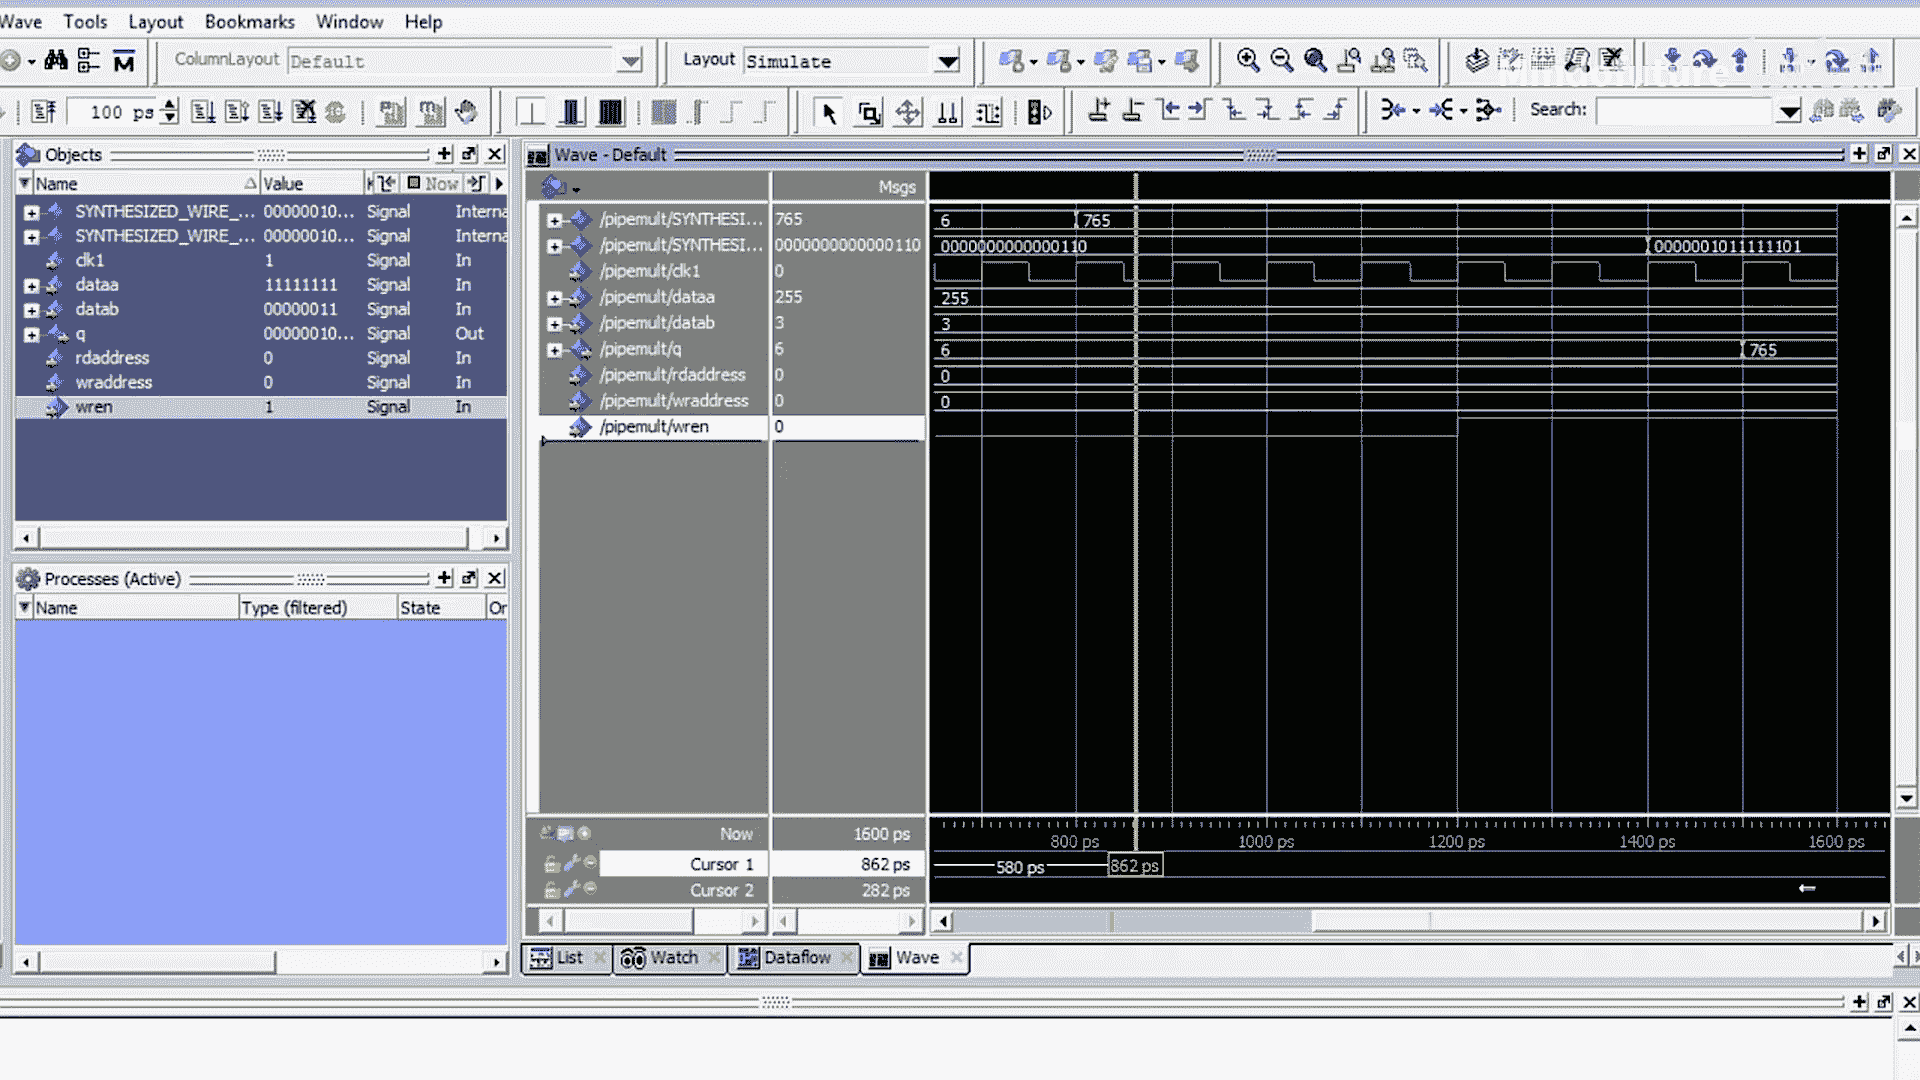 Wave Tools Layout Bookmarks Window Help
ColumnLayout Default Layout Simulate
100 ps Search:
Objects
Name Value Now
SYNTHESIZED_WIRE_... 00000010... Signal Interna
SYNTHESIZED_WIRE_... 00000010... Signal Interna
clk1 1 Signal In
dataa 11111111 Signal In
datab 00000011 Signal In
q 00000010... Signal Out
rdaddress 0 Signal In
wraddress 0 Signal In
wren 1 Signal In
Processes (Active)
Name Type (filtered) State Or
Wave - Default
Msgs
/pipemult/SYNTHESI... 765 6 765
/pipemult/SYNTHESI... 0000000000000110 0000000000000110 0000001011111101
/pipemult/clk1 0
/pipemult/dataa 255 255
/pipemult/datab 3 3
/pipemult/q 6 6 765
/pipemult/rdaddress 0 0
/pipemult/wraddress 0 0
/pipemult/wren 0
Now 1600 ps 800 ps 1000 ps 1200 ps 1400 ps 1600 ps
Cursor 1 862 ps 580 ps 862 ps
Cursor 2 282 ps
List Watch Dataflow Wave